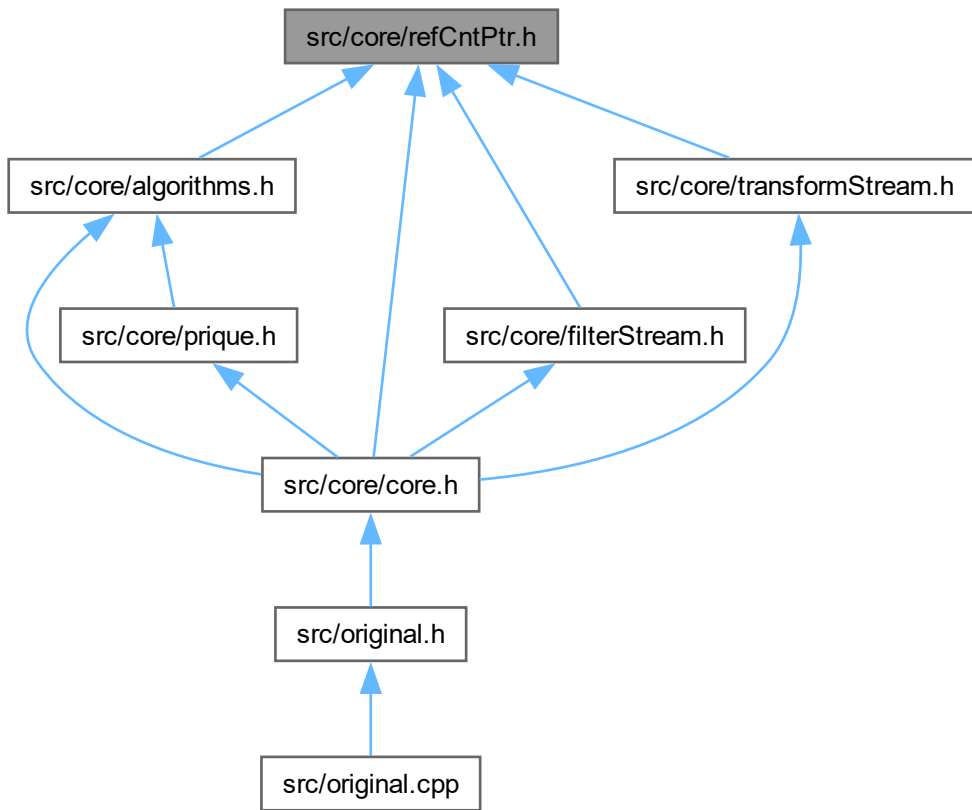 src/core/refCntPtr.h
src/core/algorithms.h
src/core/transformStream.h
src/core/prique.h
src/core/filterStream.h
src/core/core.h
src/original.h
src/original.cpp